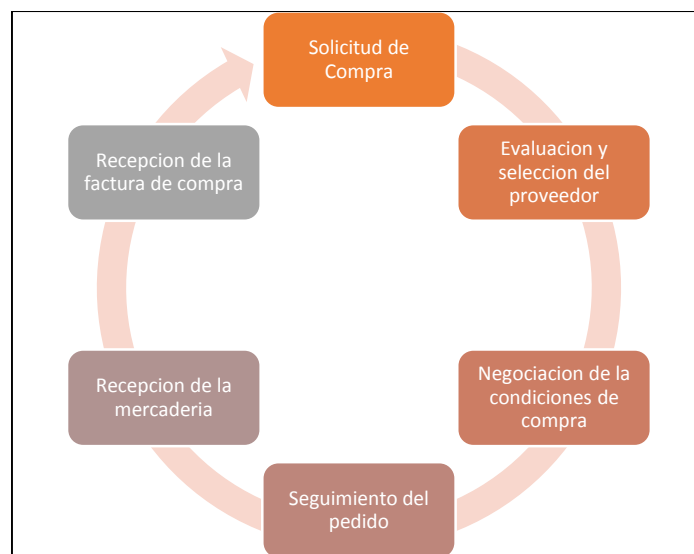 Solicitud de
Compra
Evaluacion y
seleccion del
proveedor
Negociacion de la
condiciones de
compra
Seguimiento del
pedido
Recepcion de la
mercaderia
Recepcion de la
factura de compra